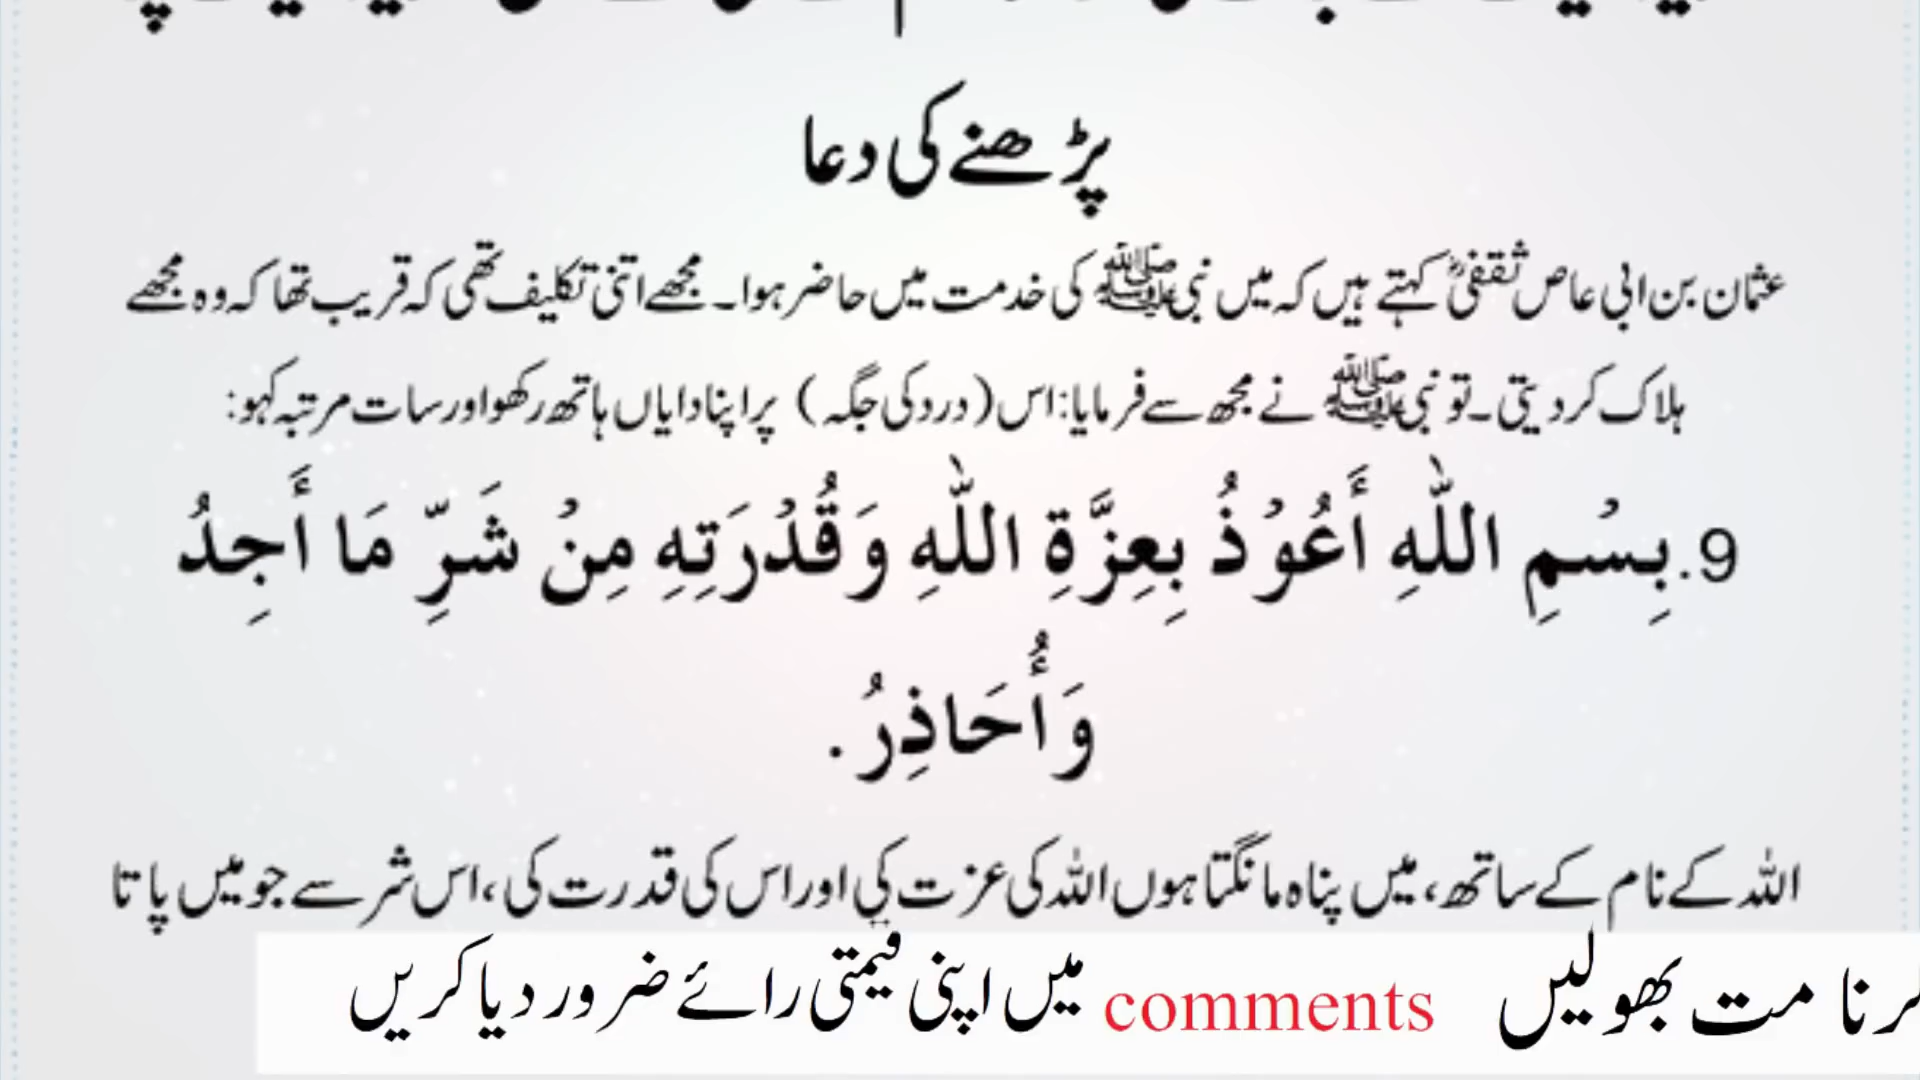 پڑھنے کی دعا
عثمان بن ابی عاص ثقفیؓ کہتے ہیں کہ میں نبی ﷺ کی خدمت میں حاضر ہوا۔ مجھے اتنی تکلیف تھی کہ قریب تھا کہ وہ مجھے
ہلاک کر دیتی۔ تو نبی ﷺ نے مجھ سے فرمایا: اس (درد کی جگہ) پر اپنا دایاں ہاتھ رکھو اور سات مرتبہ کہو:
9. بِسْمِ اللّٰهِ أَعُوْذُ بِعِزَّةِ اللّٰهِ وَقُدْرَتِهِ مِنْ شَرِّ مَا أَجِدُ
وَأُحَاذِرُ.
اللہ کے نام کے ساتھ، میں پناہ مانگتا ہوں اللہ کی عزت کی اور اس کی قدرت کی، اس شر سے جو میں پاتا
کرنا مت بھولیں comments میں اپنی قیمتی رائے ضرور دیا کریں